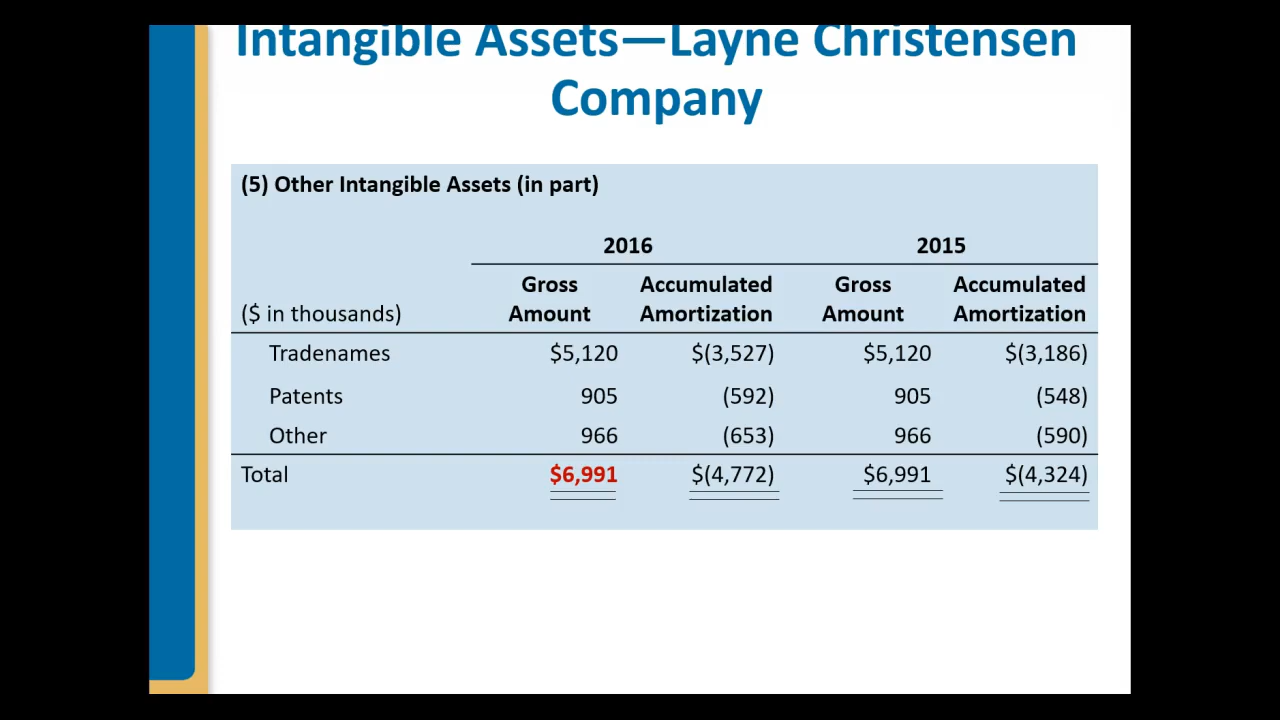 Intangible Assets—Layne Christensen
Company
(5) Other Intangible Assets (in part)
2016 2015
Gross Accumulated Gross Accumulated
($ in thousands) Amount Amortization Amount Amortization
Tradenames $5,120 $(3,527) $5,120 $(3,186)
Patents 905 (592) 905 (548)
Other 966 (653) 966 (590)
Total $6,991 $(4,772) $6,991 $(4,324)